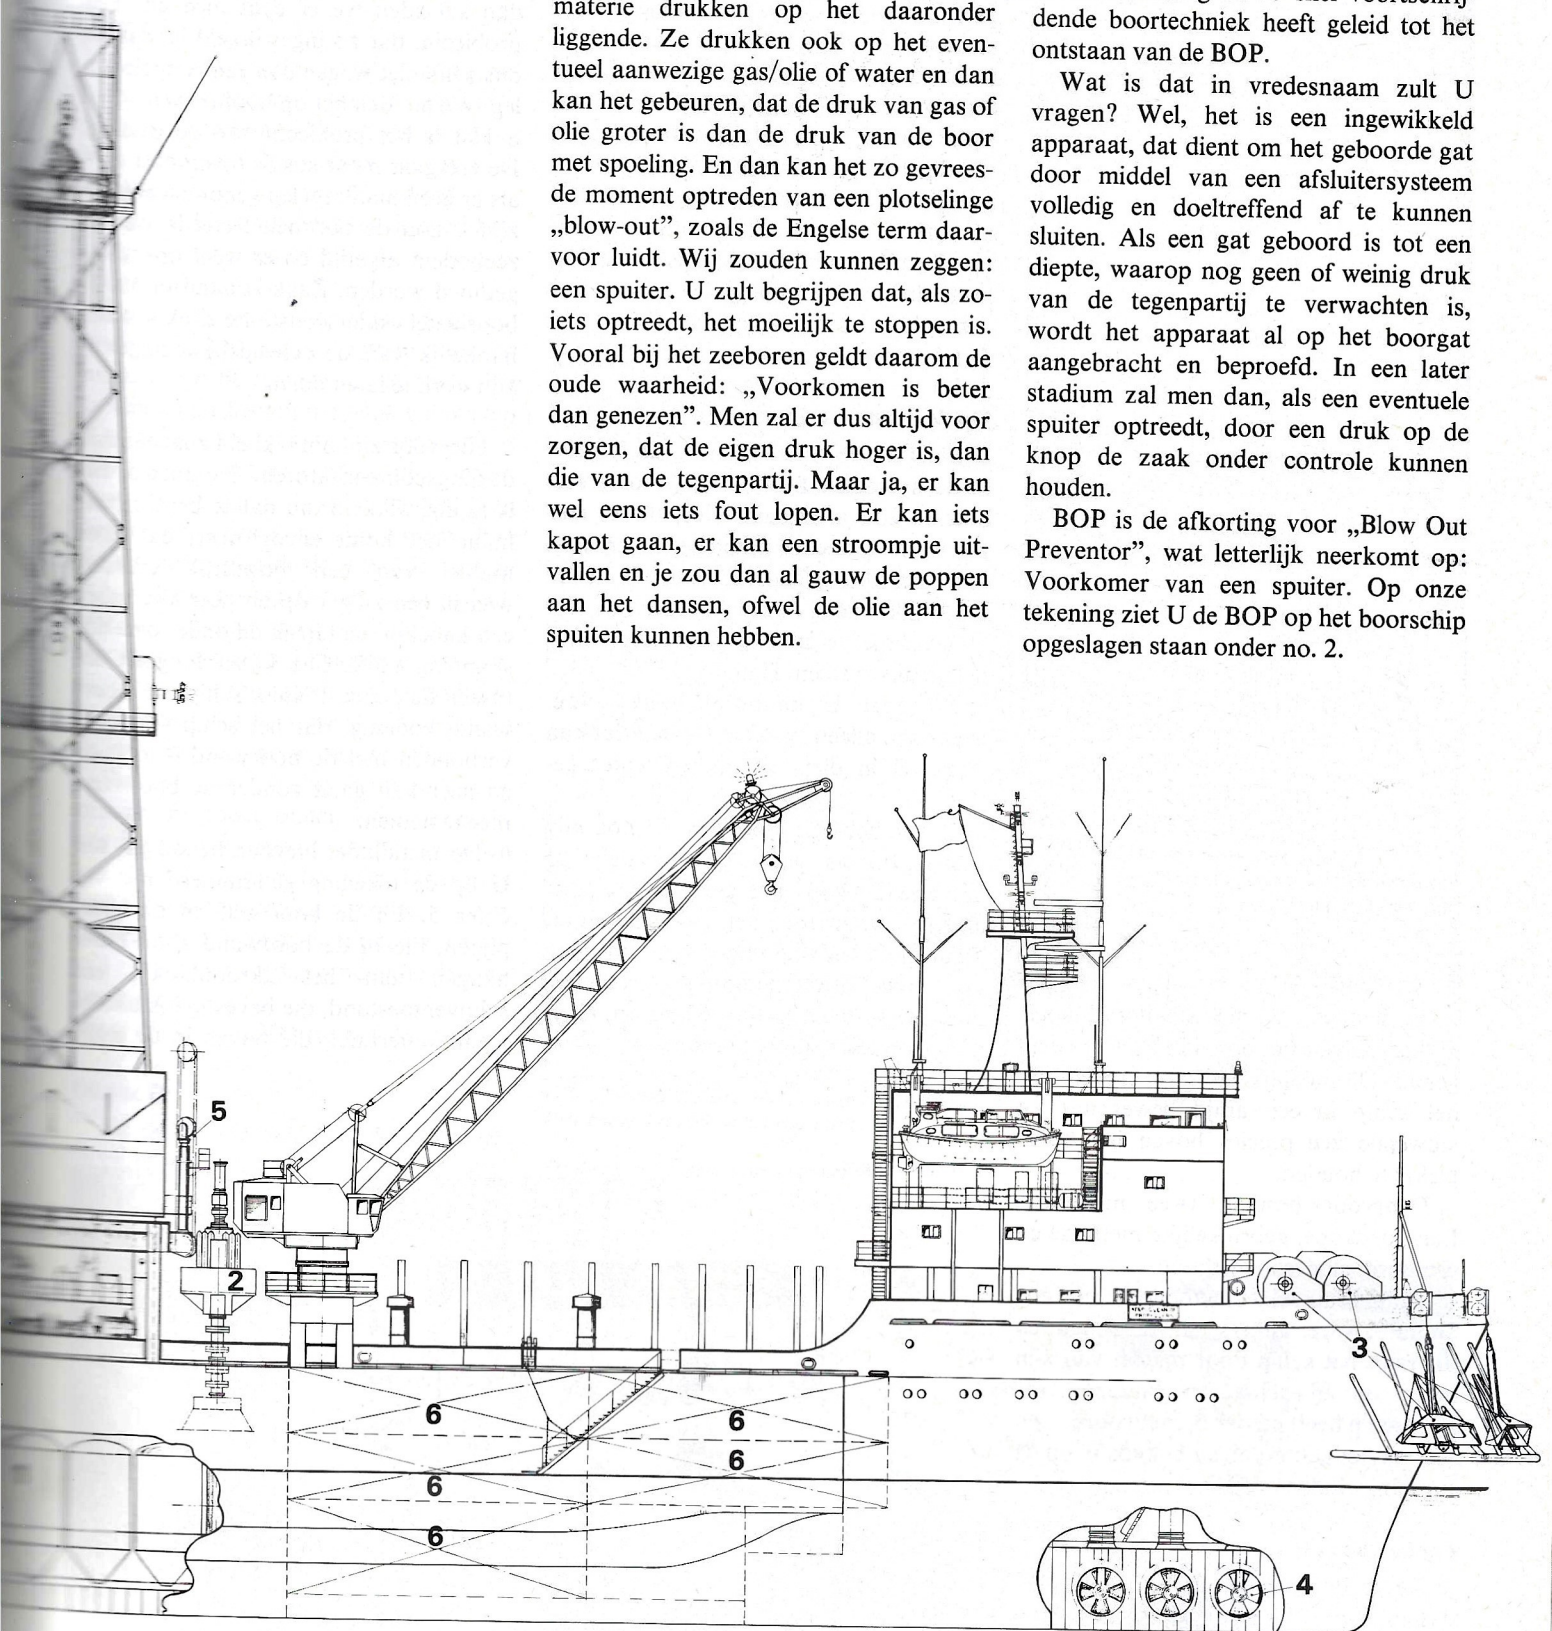 materie drukken op het daaronder
liggende. Ze drukken ook op het even-
tueel aanwezige gas/olie of water en dan
kan het gebeuren, dat de druk van gas of
olie groter is dan de druk van de boor
met spoeling. En dan kan het zo gevrees-
de moment optreden van een plotselinge
„blow-out”, zoals de Engelse term daar-
voor luidt. Wij zouden kunnen zeggen:
een spuiter. U zult begrijpen dat, als zo-
iets optreedt, het moeilijk te stoppen is.
Vooral bij het zeeboren geldt daarom de
oude waarheid: „Voorkomen is beter
dan genezen”. Men zal er dus altijd voor
zorgen, dat de eigen druk hoger is, dan
die van de tegenpartij. Maar ja, er kan
wel eens iets fout lopen. Er kan iets
kapot gaan, er kan een stroompje uit-
vallen en je zou dan al gauw de poppen
aan het dansen, ofwel de olie aan het
spuiten kunnen hebben.
dende boortechniek heeft geleid tot het
ontstaan van de BOP.
Wat is dat in vredesnaam zult U
vragen? Wel, het is een ingewikkeld
apparaat, dat dient om het geboorde gat
door middel van een afsluitersysteem
volledig en doeltreffend af te kunnen
sluiten. Als een gat geboord is tot een
diepte, waarop nog geen of weinig druk
van de tegenpartij te verwachten is,
wordt het apparaat al op het boorgat
aangebracht en beproefd. In een later
stadium zal men dan, als een eventuele
spuiter optreedt, door een druk op de
knop de zaak onder controle kunnen
houden.
BOP is de afkorting voor „Blow Out
Preventor”, wat letterlijk neerkomt op:
Voorkomer van een spuiter. Op onze
tekening ziet U de BOP op het boorschip
opgeslagen staan onder no. 2.
5
2
3
6
6
6
6
6
4